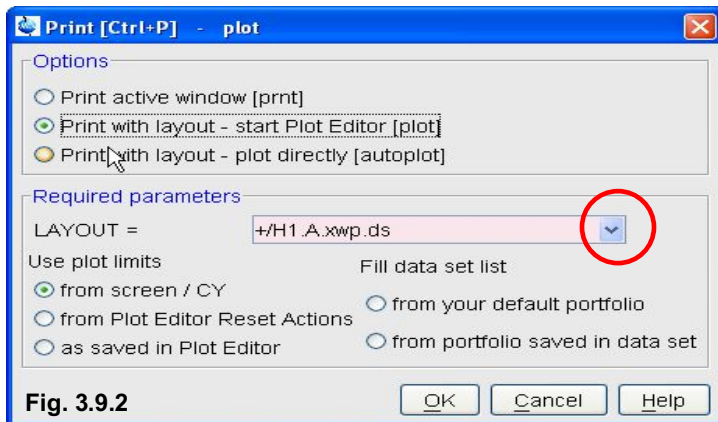 Print [Ctrl+P] - plot
Options
Print active window [prnt]
Print with layout - start Plot Editor [plot]
Print with layout - plot directly [autoplot]
Required parameters
LAYOUT = +/H1.A.xwp.ds
Use plot limits
from screen / CY
from Plot Editor Reset Actions
as saved in Plot Editor
Fill data set list
from your default portfolio
from portfolio saved in data set
Fig. 3.9.2
OK Cancel Help